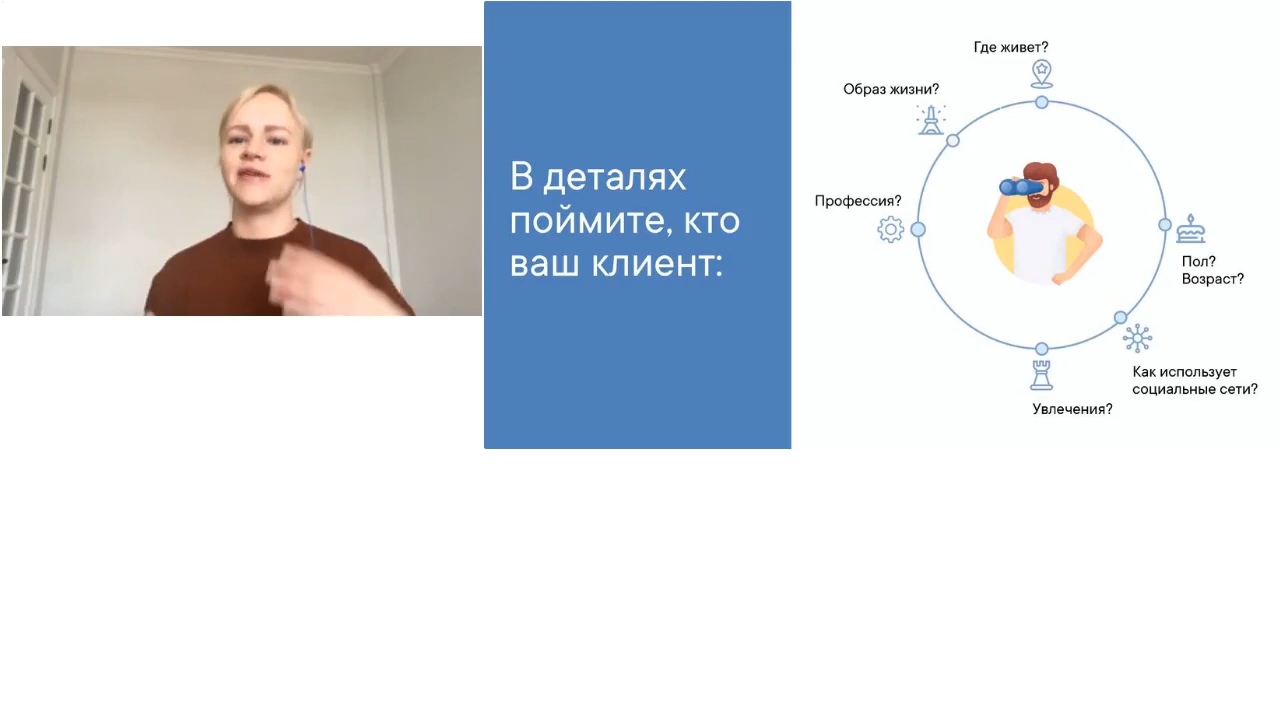 В деталях
поймите, кто
ваш клиент:
Где живет?
Образ жизни?
Профессия?
Пол?
Возраст?
Как использует
социальные сети?
Увлечения?